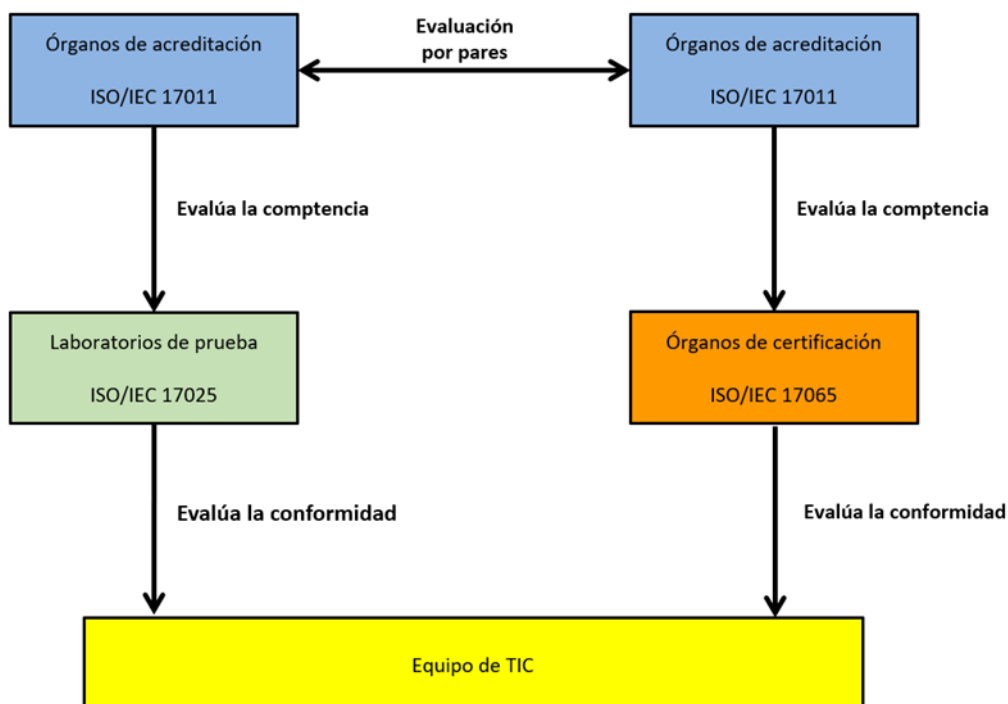 Órganos de acreditación
ISO/IEC 17011
Evaluación
por pares
Órganos de acreditación
ISO/IEC 17011
Evalúa la comptencia
Evalúa la comptencia
Laboratorios de prueba
ISO/IEC 17025
Órganos de certificación
ISO/IEC 17065
Evalúa la conformidad
Evalúa la conformidad
Equipo de TIC